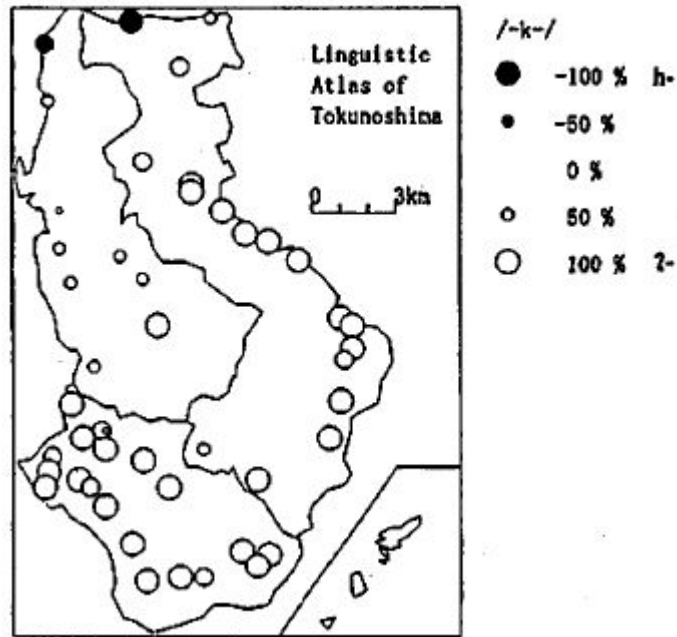 Linguistic
Atlas of
Tokunoshima
0 3km
/-k-/
-100 % h-
-50 %
0 %
50 %
100 % ʔ-